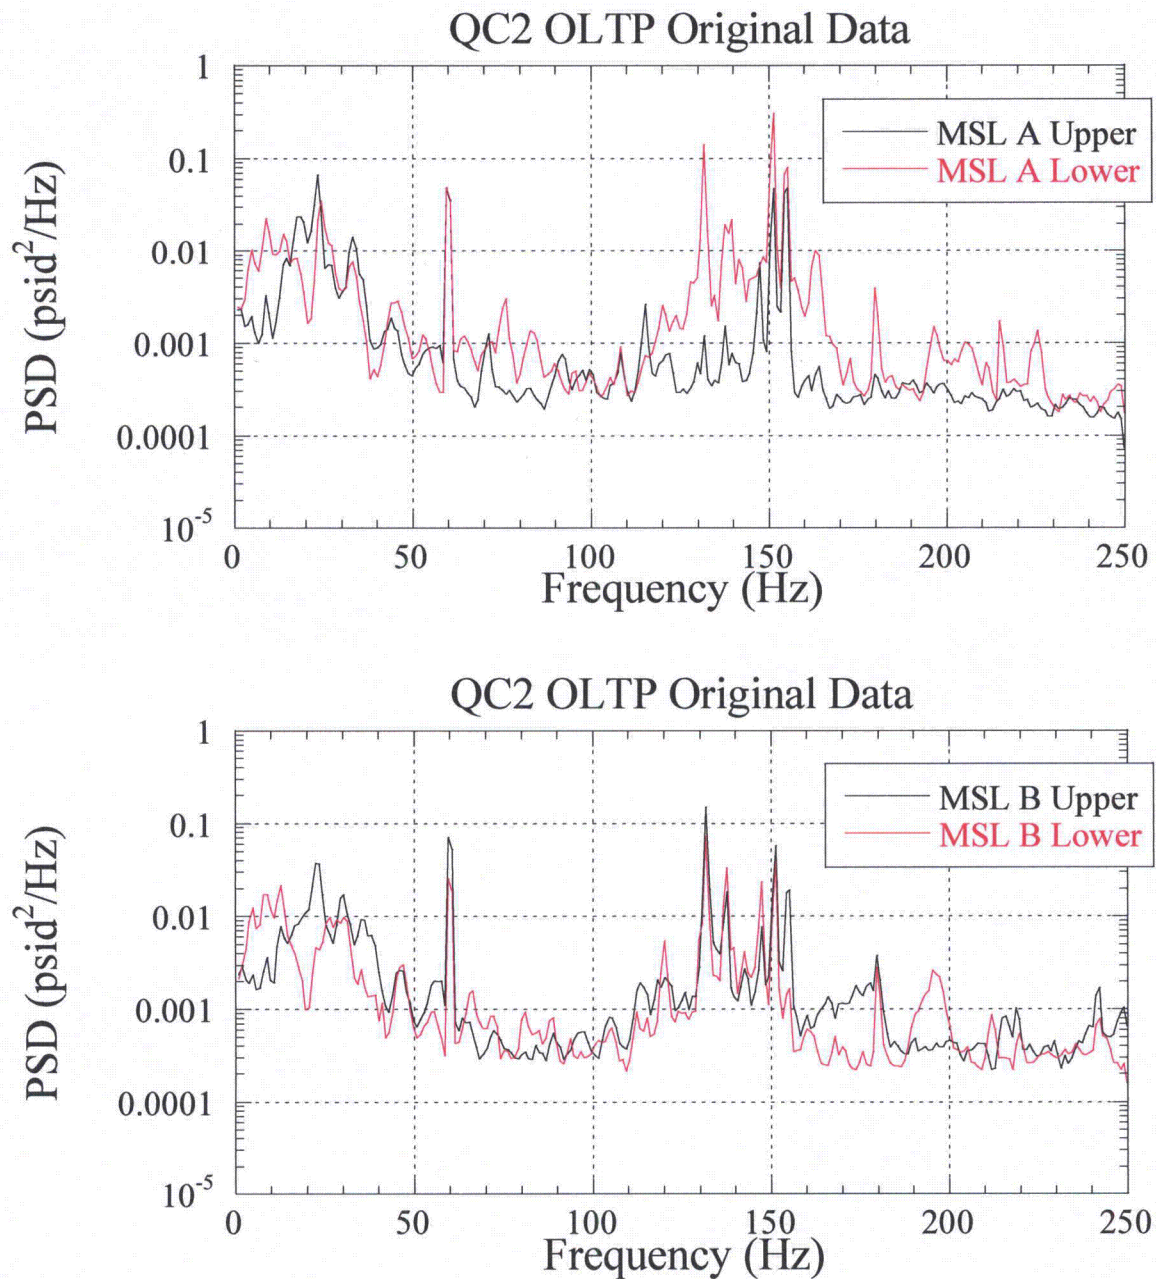 QC2 OLTP Original Data
1
0.1
0.01
0.001
0.0001
10⁻⁵
PSD (psid²/Hz)
MSL A Upper
MSL A Lower
0 50 100 150 200 250
Frequency (Hz)
QC2 OLTP Original Data
1
0.1
0.01
0.001
0.0001
10⁻⁵
PSD (psid²/Hz)
MSL B Upper
MSL B Lower
0 50 100 150 200 250
Frequency (Hz)